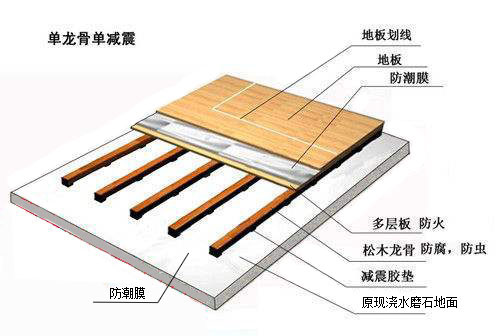 单龙骨单减震
地板划线
地板
防潮膜
多层板 防火
松木龙骨 防腐，防虫
减震胶垫
防潮膜
原现浇水磨石地面